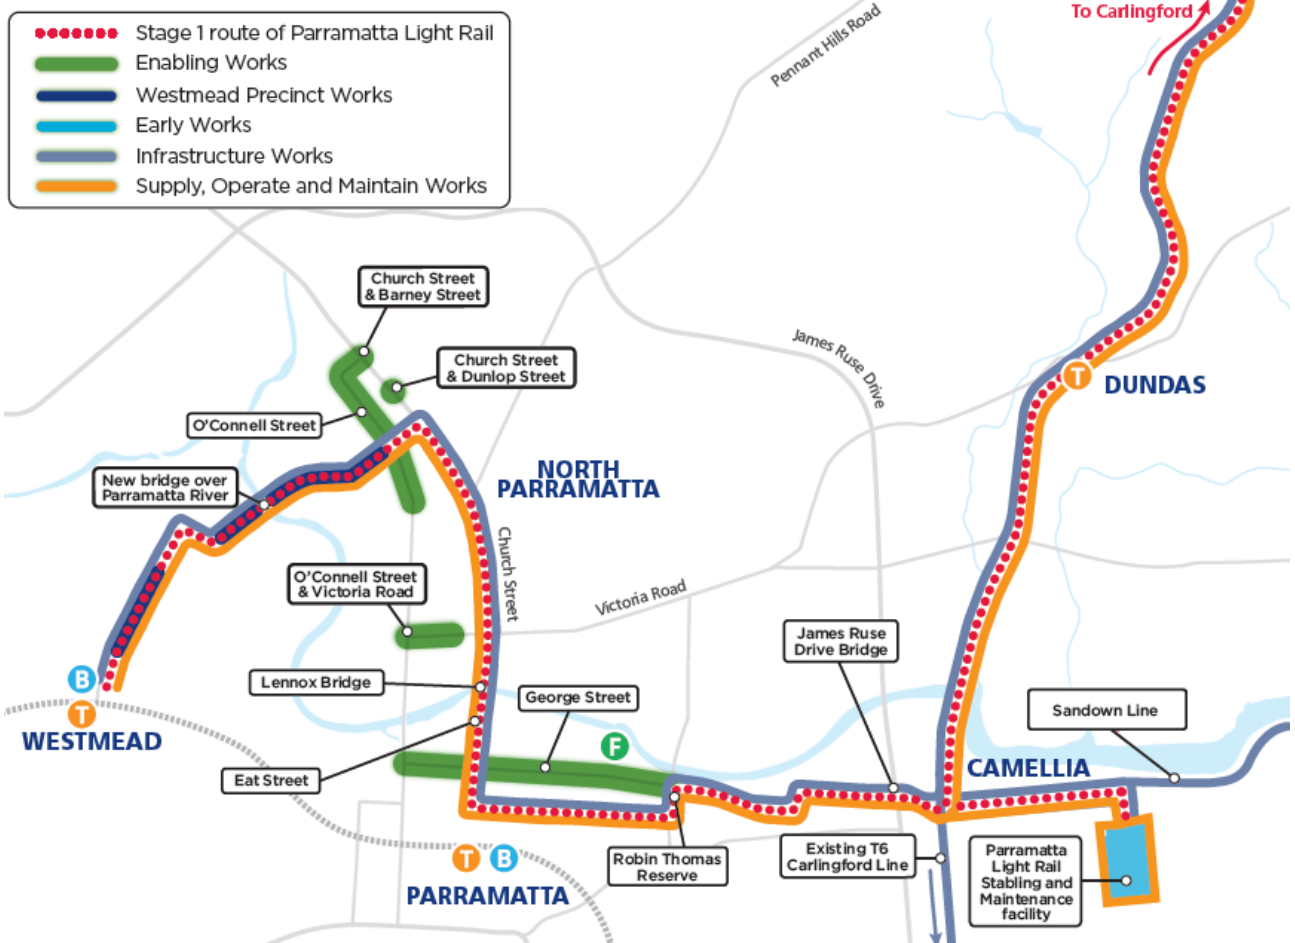 Stage 1 route of Parramatta Light Rail
Enabling Works
Westmead Precinct Works
Early Works
Infrastructure Works
Supply, Operate and Maintain Works
To Carlingford
Pennant Hills Road
Church Street
& Barney Street
Church Street
& Dunlop Street
James Ruse Drive
T
DUNDAS
O'Connell Street
NORTH
PARRAMATTA
New bridge over
Parramatta River
Church Street
O'Connell Street
& Victoria Road
Victoria Road
James Ruse
Drive Bridge
B
Lennox Bridge
George Street
Sandown Line
T
WESTMEAD
F
Eat Street
CAMELLIA
T
B
PARRAMATTA
Robin Thomas
Reserve
Existing T6
Carlingford Line
Parramatta
Light Rail
Stabling and
Maintenance
facility